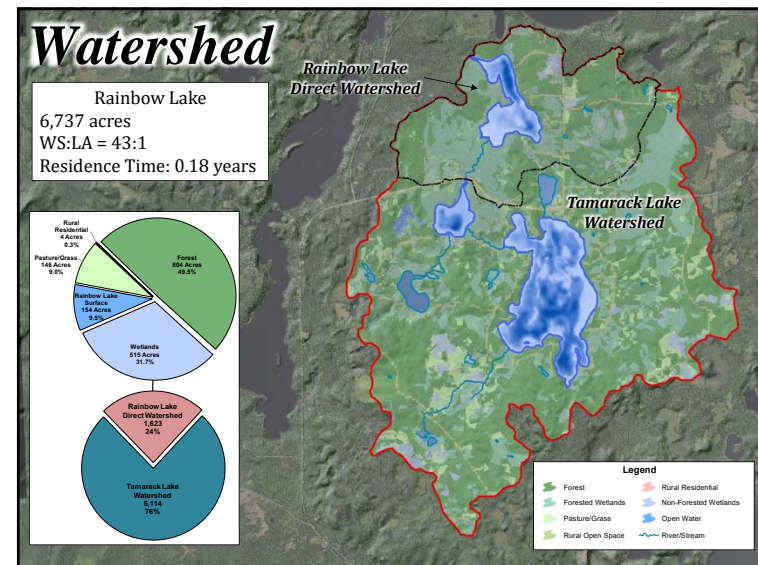 Watershed
Rainbow Lake
6,737 acres
WS:LA = 43:1
Residence Time: 0.18 years
Rainbow Lake
Direct Watershed
Tamarack Lake
Watershed
Rural
Residential
4 Acres
0.3%
Forest
804 Acres
49.5%
Pasture/Grass
146 Acres
9.0%
Rainbow Lake
Surface
154 Acres
9.5%
Wetlands
515 Acres
31.7%
Rainbow Lake
Direct Watershed
1,623
24%
Tamarack Lake
Watershed
5,114
76%
Legend
Forest
Forested Wetlands
Pasture/Grass
Rural Open Space
Rural Residential
Non-Forested Wetlands
Open Water
River/Stream